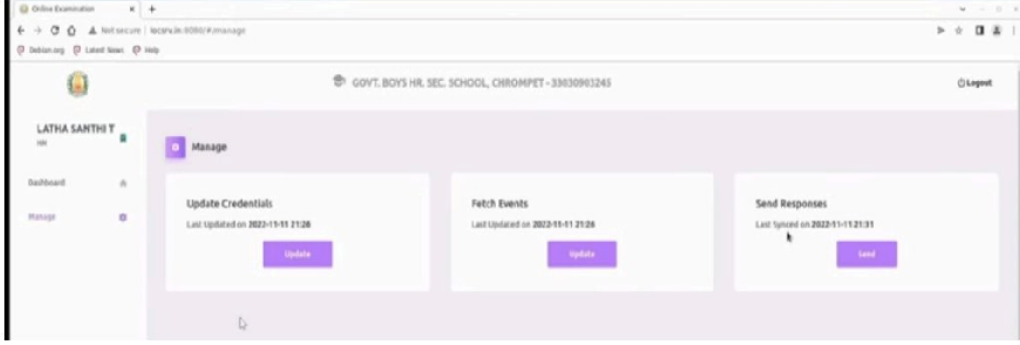 Online Examination
Not secure | locsrv.in:8080/#/manage
Debian.org Latest News Help
GOVT. BOYS HR. SEC. SCHOOL, CHROMPET - 33030903245
Logout
LATHA SANTHI T
HM
Manage
Dashboard
Manage
Update Credentials
Last Updated on 2022-11-11 21:26
Update
Fetch Events
Last Updated on 2022-11-11 21:26
Update
Send Responses
Last Synced on 2022-11-11 21:31
Send